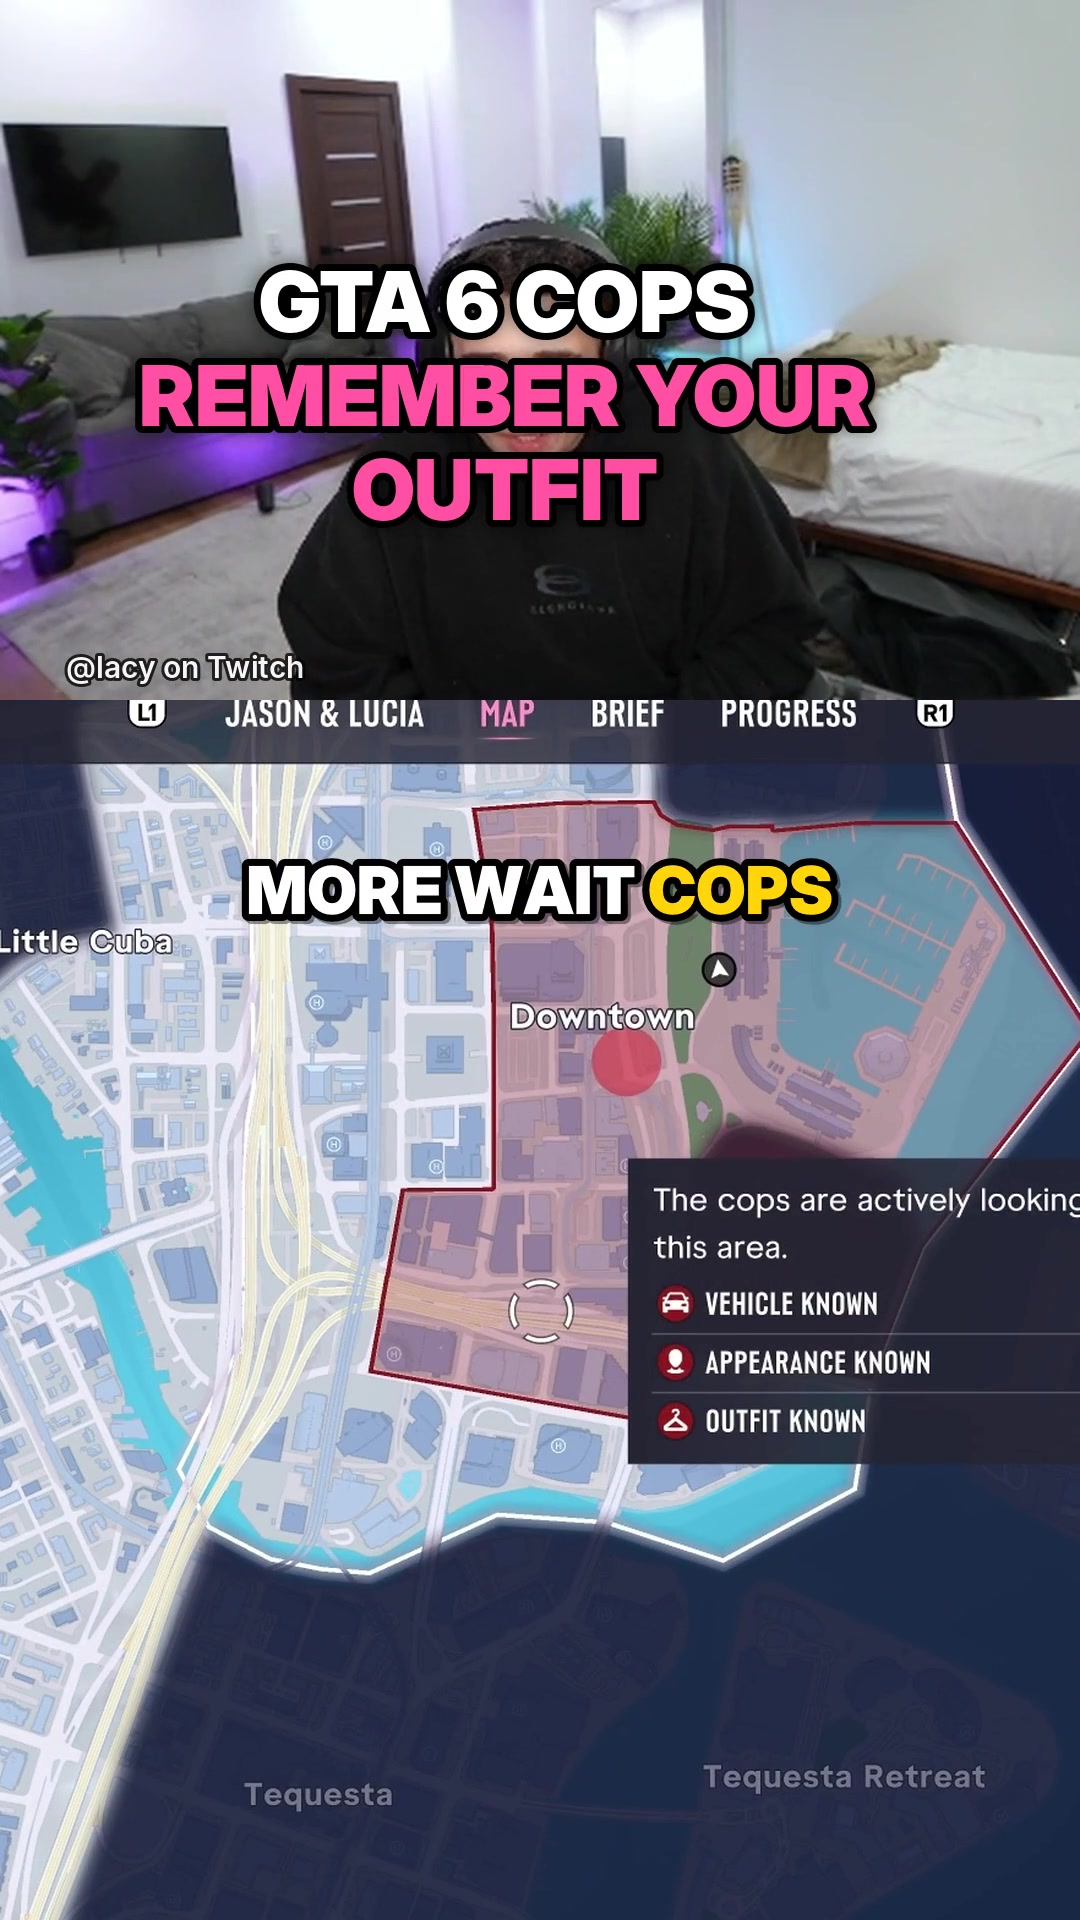 GTA 6 COPS
REMEMBER YOUR
OUTFIT
@lacy on Twitch
L1 JASON & LUCIA MAP BRIEF PROGRESS R1
MORE WAIT COPS
Little Cuba
Downtown
The cops are actively looking
this area.
VEHICLE KNOWN
APPEARANCE KNOWN
OUTFIT KNOWN
Tequesta
Tequesta Retreat